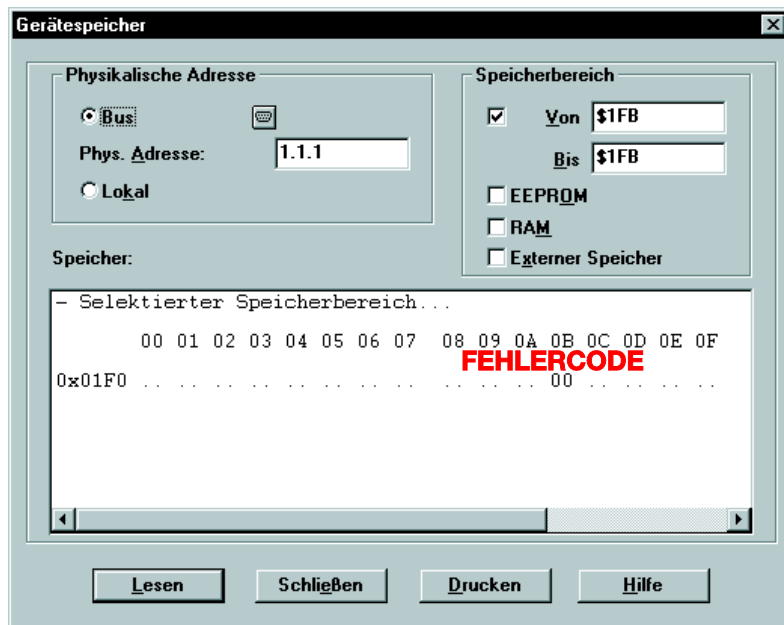 Gerätespeicher
Physikalische Adresse
Bus
Phys. Adresse: 1.1.1
Lokal
Speicherbereich
Von $1FB
Bis $1FB
EEPROM
RAM
Externer Speicher
Speicher:
- Selektierter Speicherbereich...
00 01 02 03 04 05 06 07 08 09 0A 0B 0C 0D 0E 0F
FEHLERCODE
0x01F0 .. .. .. .. .. .. .. .. .. .. .. 00 .. .. .. ..
Lesen Schließen Drucken Hilfe